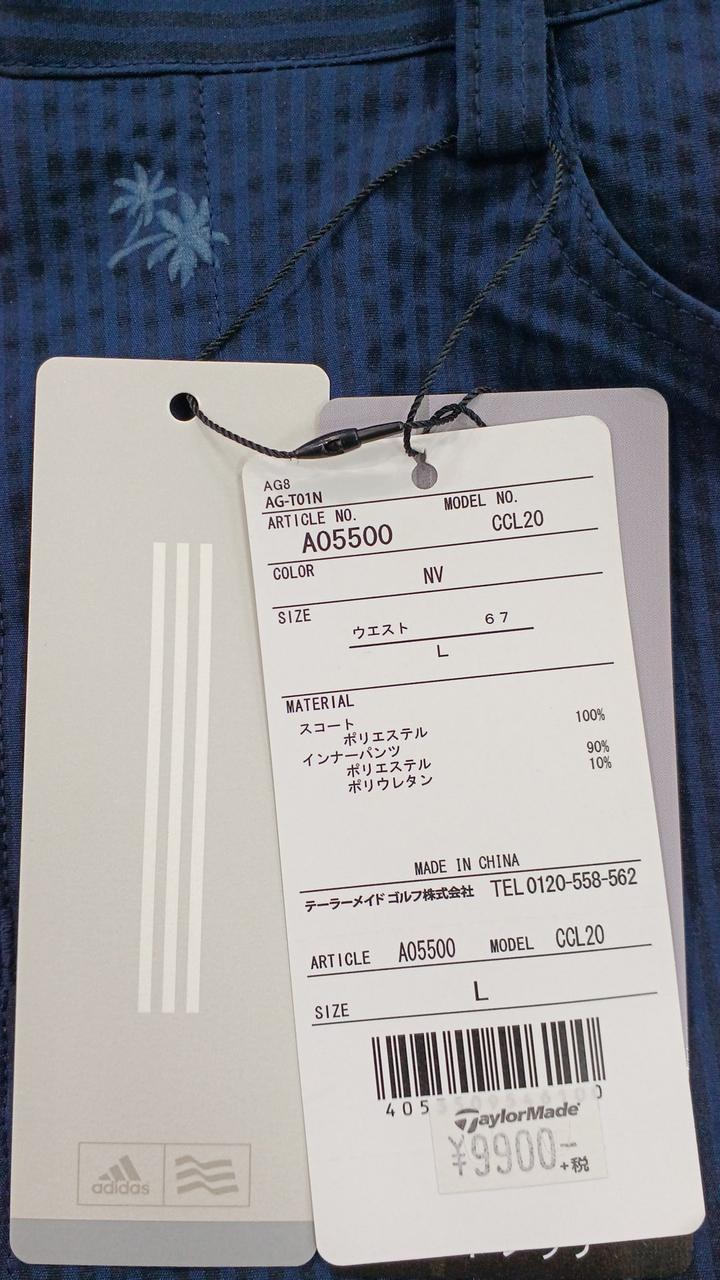 AG8
AG-T01N
ARTICLE NO. MODEL NO.
A05500 CCL20
COLOR NV
SIZE
ウエスト 67
L
MATERIAL
スコート
ポリエステル 100%
インナーパンツ
ポリエステル 90%
ポリウレタン 10%
MADE IN CHINA
テーラーメイド ゴルフ株式会社 TEL 0120-558-562
ARTICLE A05500 MODEL CCL20
SIZE L
405
TaylorMade
¥9900-
+税
adidas